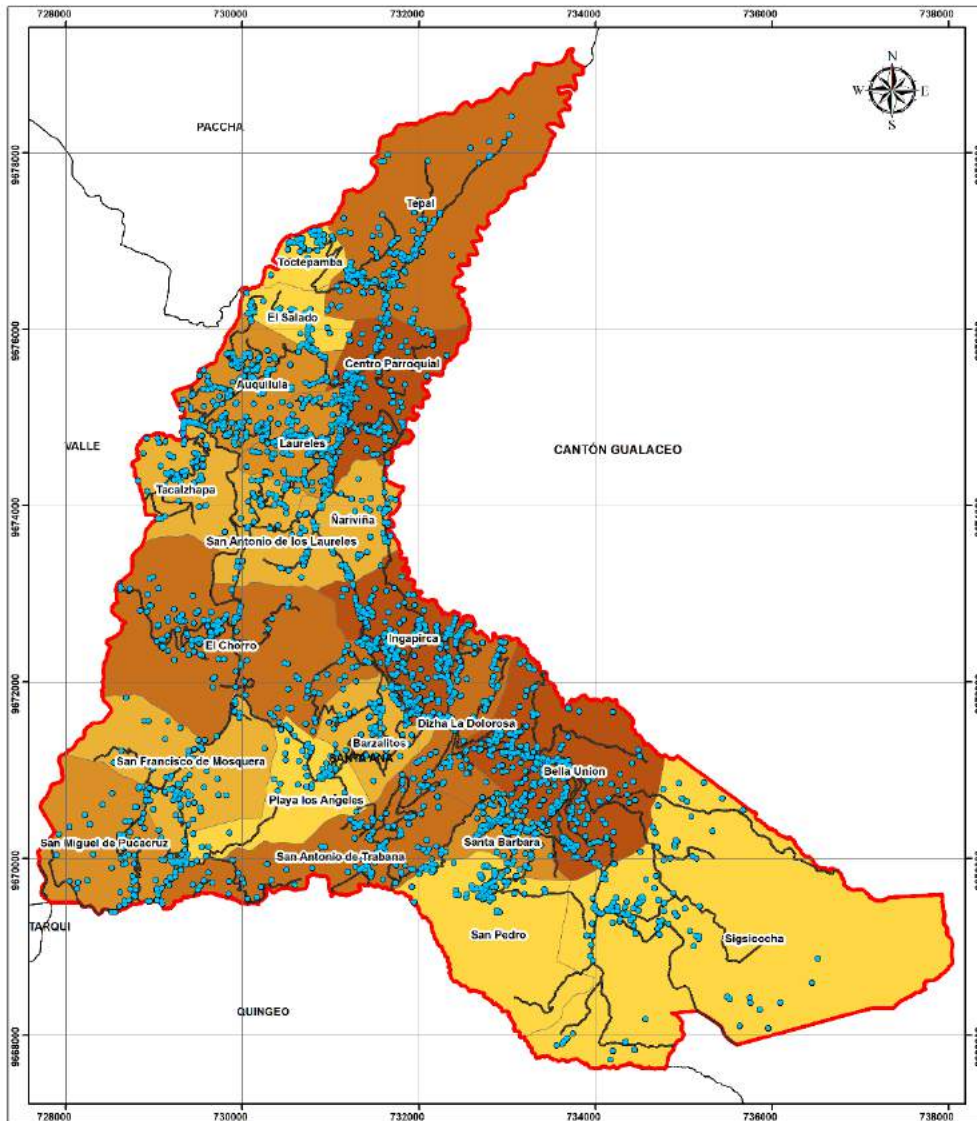 728000 730000 732000 734000 736000 738000
N
W E
S
PACCHA
9678000
Tepal
Toctepamba
El Salado
9676000
Centro Parroquial
Auquilula
VALLE
Laureles
CANTÓN GUALACEO
Tacalzhapa
9674000
Ñariviña
San Antonio de los Laureles
Ingapirca
El Chorro
9672000
Dizha La Dolorosa
Barzalitos
SANTA ANA
San Francisco de Mosquera
Bella Union
Playa los Angeles
San Miguel de Pucacruz
Santa Barbara
San Antonio de Trabana
9670000
TARQUI
San Pedro
Sigsicocha
QUINGEO
9668000
728000 730000 732000 734000 736000 738000